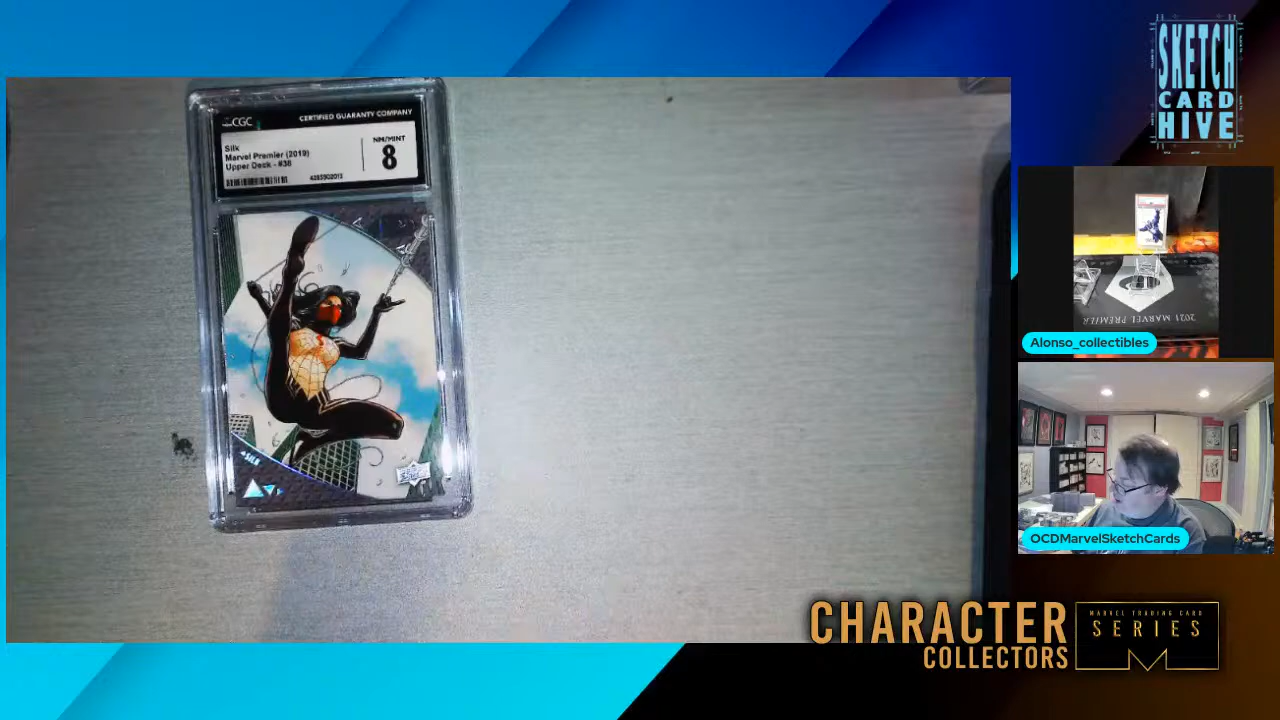 SKETCH
CARD
HIVE
CGC
CERTIFIED GUARANTY COMPANY
Silk
Marvel Premier (2019)
Upper Deck - #38
NM/MINT
8
SILK
2021 MARVEL PREMIER
Alonso_collectibles
OCDMarvelSketchCards
CHARACTER
COLLECTORS
MARVEL TRADING CARD
SERIES